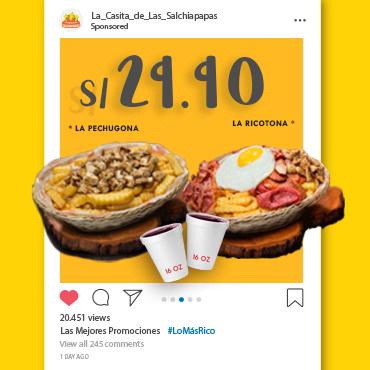 La_Casita_de_Las_Salchiapapas
Sponsored
S/29.90
* LA PECHUGONA
LA RICOTONA *
16 OZ
16 OZ
20.451 views
Las Mejores Promociones #LoMásRico
View all 245 comments
1 DAY AGO